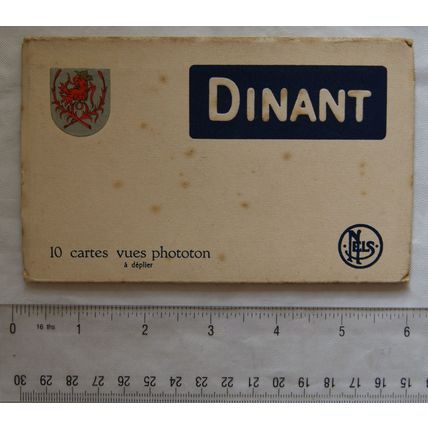 DINANT
10 cartes vues phototon
à déplier
NELS
0 16 ths 1 2 3 4 5 6
30 29 28 27 26 25 24 23 22 21 20 19 18 17 16 15